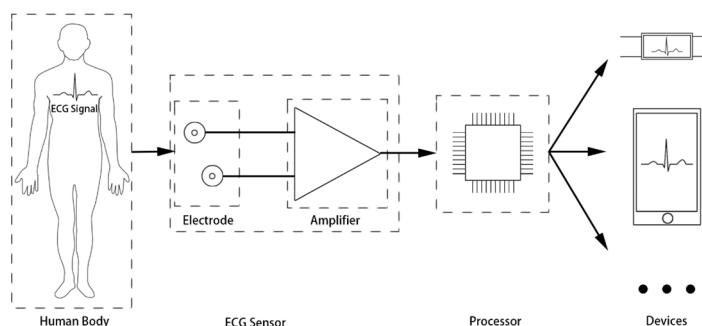 ECG Signal
Electrode
Amplifier
Human Body
ECG Sensor
Processor
Devices